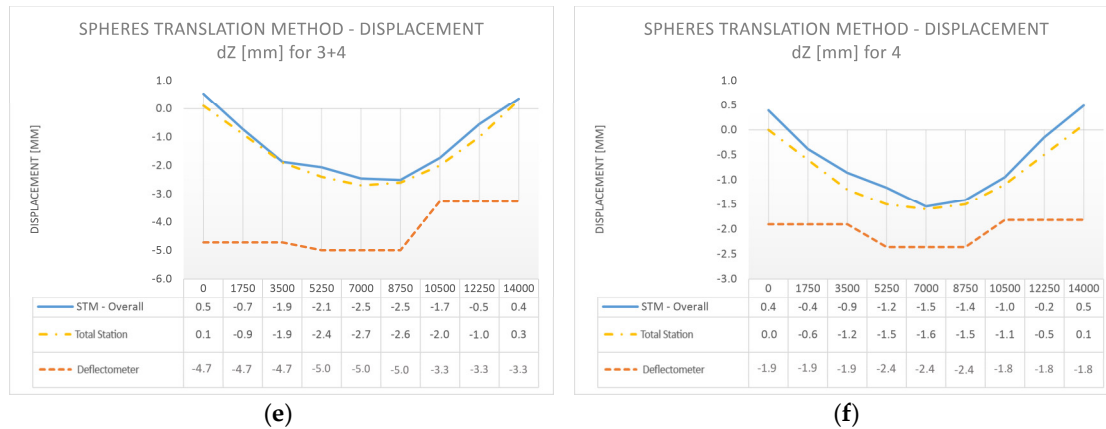 SPHERES TRANSLATION METHOD - DISPLACEMENT
dZ [mm] for 3+4
DISPLACEMENT [MM]
1.0
0.0
-1.0
-2.0
-3.0
-4.0
-5.0
-6.0
0 1750 3500 5250 7000 8750 10500 12250 14000
STM - Overall 0.5 -0.7 -1.9 -2.1 -2.5 -2.5 -1.7 -0.5 0.4
Total Station 0.1 -0.9 -1.9 -2.4 -2.7 -2.6 -2.0 -1.0 0.3
Deflectometer -4.7 -4.7 -4.7 -5.0 -5.0 -5.0 -3.3 -3.3 -3.3
(e)
SPHERES TRANSLATION METHOD - DISPLACEMENT
dZ [mm] for 4
DISPLACEMENT [MM]
1.0
0.5
0.0
-0.5
-1.0
-1.5
-2.0
-2.5
-3.0
0 1750 3500 5250 7000 8750 10500 12250 14000
STM - Overall 0.4 -0.4 -0.9 -1.2 -1.5 -1.4 -1.0 -0.2 0.5
Total Station 0.0 -0.6 -1.2 -1.5 -1.6 -1.5 -1.1 -0.5 0.1
Deflectometer -1.9 -1.9 -1.9 -2.4 -2.4 -2.4 -1.8 -1.8 -1.8
(f)